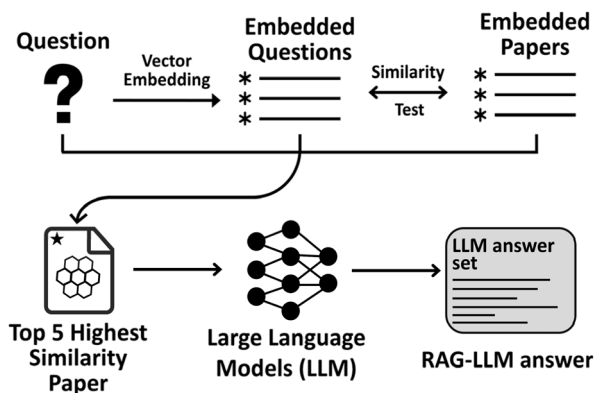 Question
?
Vector
Embedding
Embedded
Questions
*
*
*
Similarity
Test
Embedded
Papers
*
*
*
Top 5 Highest
Similarity
Paper
Large Language
Models (LLM)
LLM answer
set
RAG-LLM answer